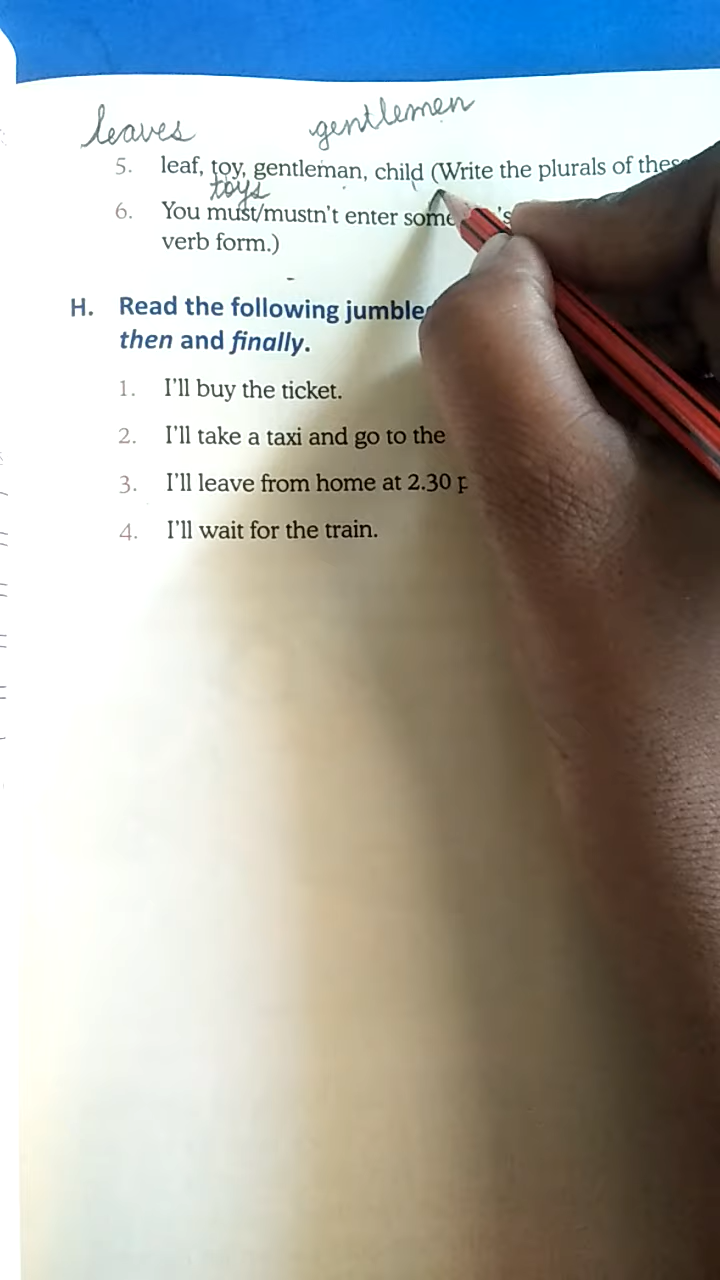 leaves gentlemen
5. leaf, toy, gentleman, child (Write the plurals of these
toys
6. You must/mustn't enter some 's
verb form.)
H. Read the following jumbled
then and finally.
1. I'll buy the ticket.
2. I'll take a taxi and go to the
3. I'll leave from home at 2.30 p
4. I'll wait for the train.